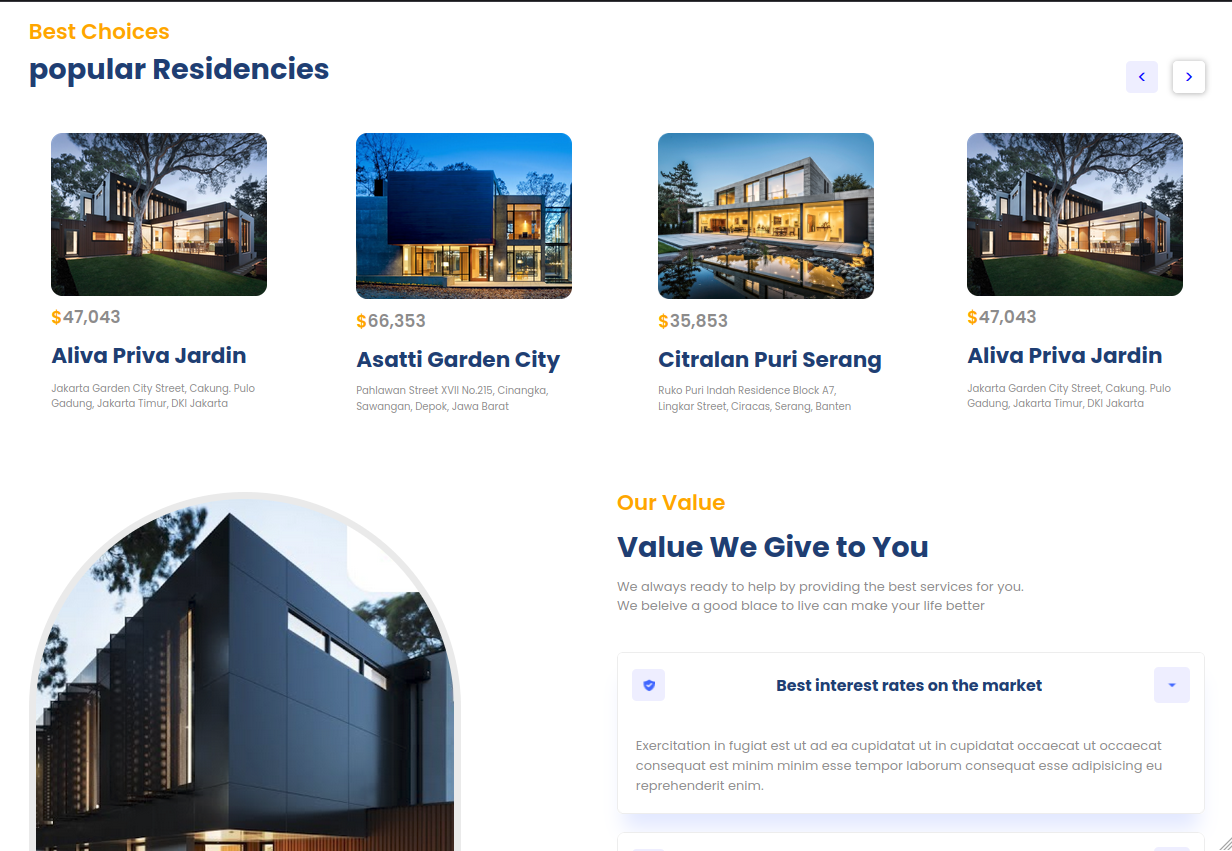 Best Choices
popular Residencies
$47,043
Aliva Priva Jardin
Jakarta Garden City Street, Cakung. Pulo
Gadung, Jakarta Timur, DKI Jakarta
$66,353
Asatti Garden City
Pahlawan Street XVII No.215, Cinangka,
Sawangan, Depok, Jawa Barat
$35,853
Citralan Puri Serang
Ruko Puri Indah Residence Block A7,
Lingkar Street, Ciracas, Serang, Banten
$47,043
Aliva Priva Jardin
Jakarta Garden City Street, Cakung. Pulo
Gadung, Jakarta Timur, DKI Jakarta
Our Value
Value We Give to You
We always ready to help by providing the best services for you.
We beleive a good blace to live can make your life better
Best interest rates on the market
Exercitation in fugiat est ut ad ea cupidatat ut in cupidatat occaecat ut occaecat
consequat est minim minim esse tempor laborum consequat esse adipisicing eu
reprehenderit enim.